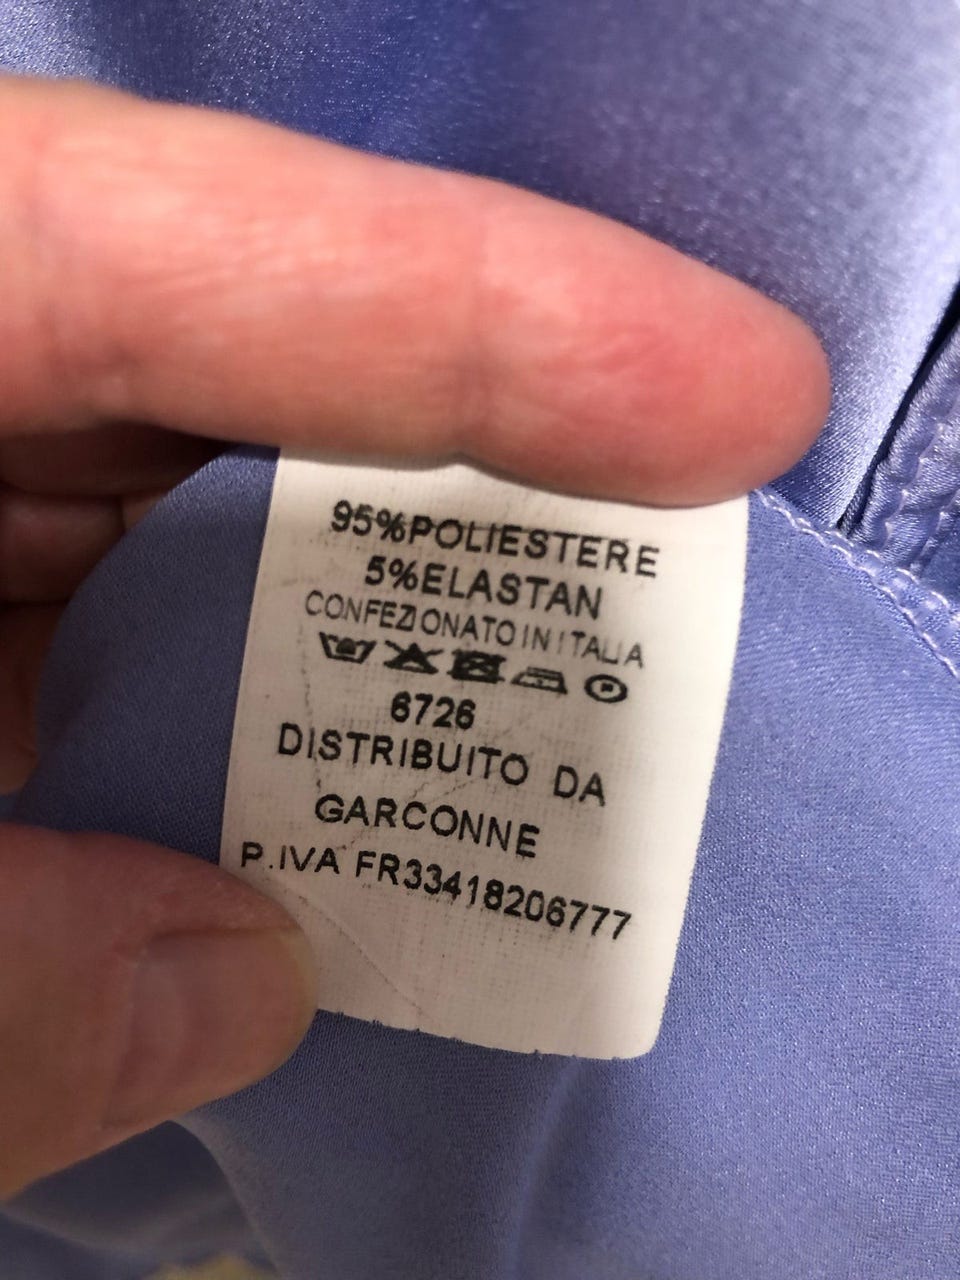 95%POLIESTERE
5%ELASTAN
CONFEZIONATO IN ITALIA
6726
DISTRIBUITO DA
GARCONNE
P.IVA FR33418206777